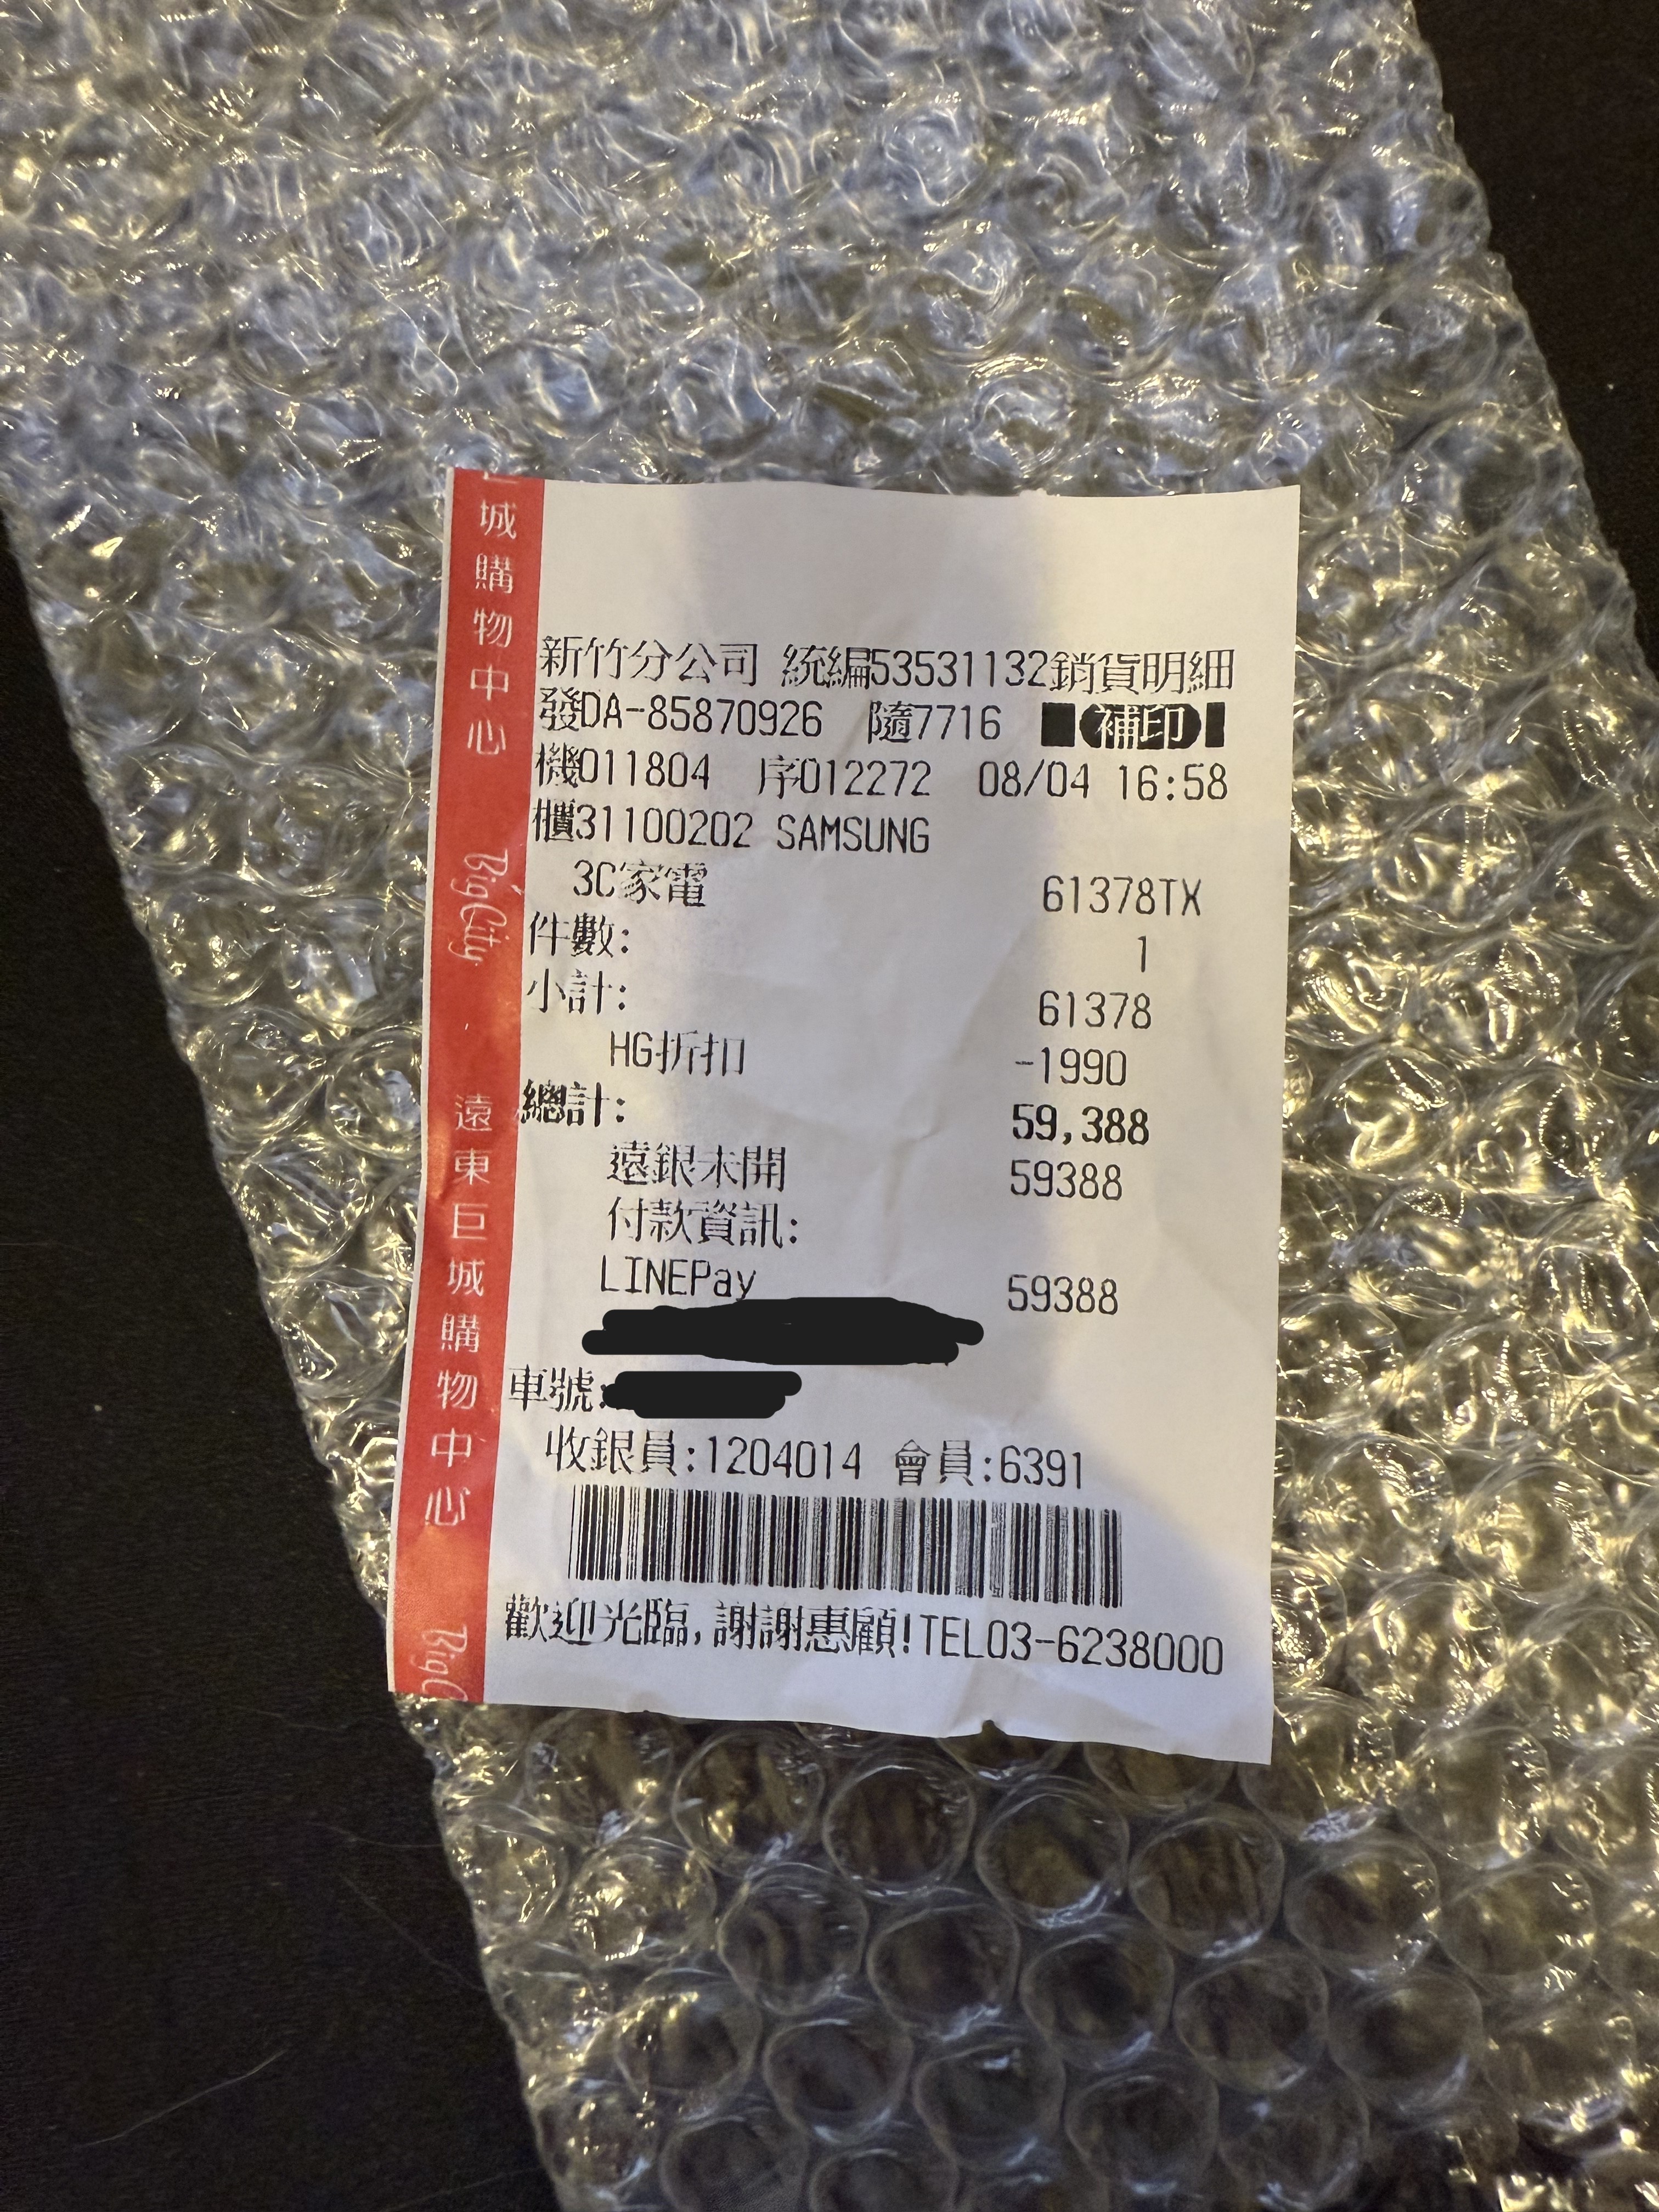 城購物中心
BigCity
遠東巨城購物中心
BigC
新竹分公司 統編53531132銷貨明細
發DA-85870926 隨7716 補印
機011804 序012272 08/04 16:58
櫃31100202 SAMSUNG
3C家電 61378TX
件數: 1
小計: 61378
HG折扣 -1990
總計: 59,388
遠銀未開 59388
付款資訊:
LINEPay 59388
車號:
收銀員:1204014 會員:6391
歡迎光臨,謝謝惠顧!TEL03-6238000